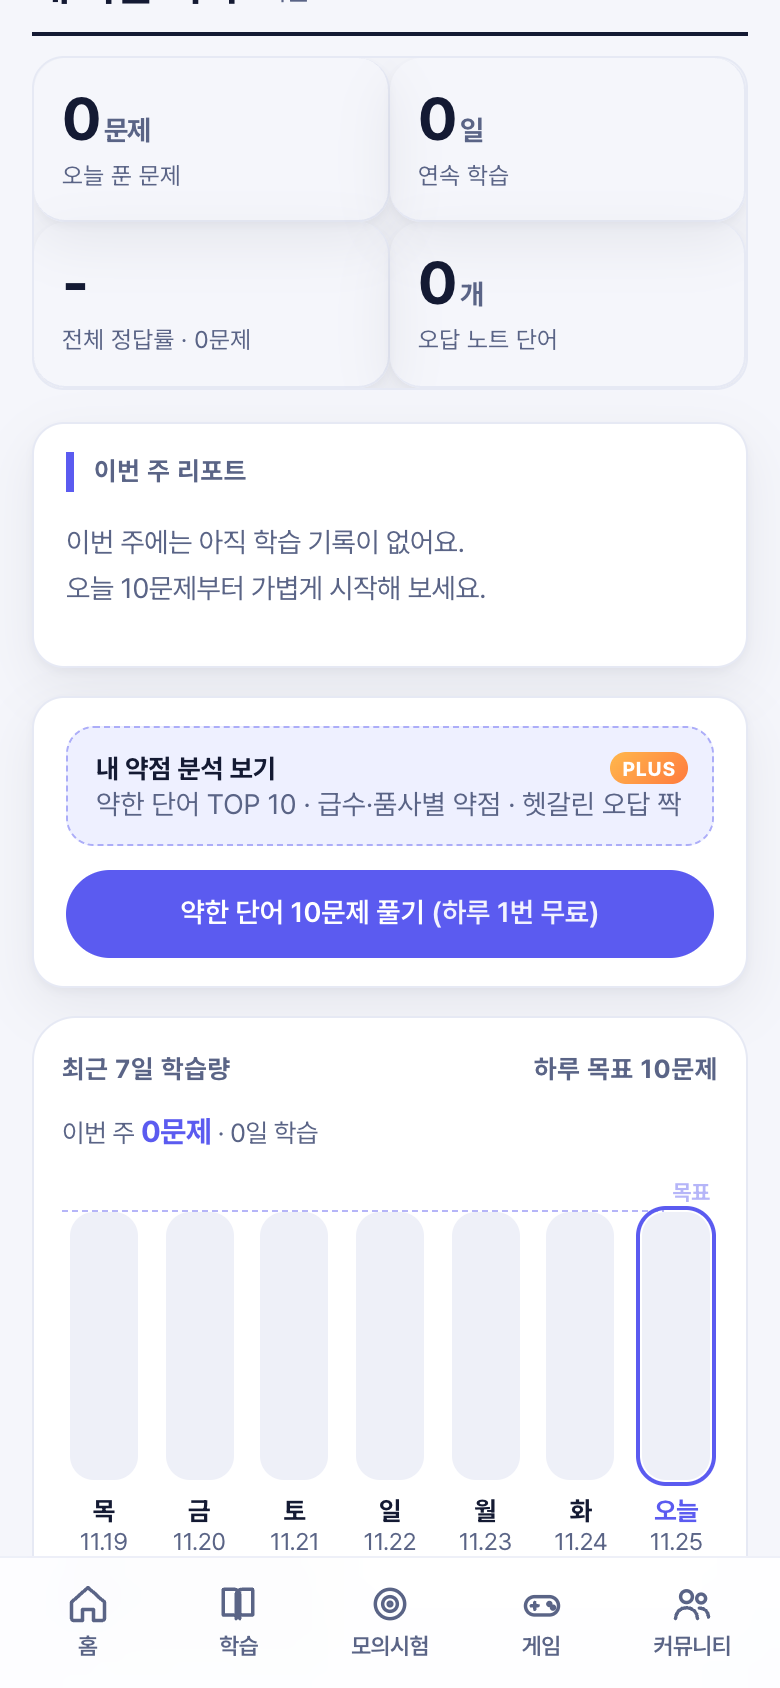 0문제
오늘 푼 문제
0일
연속 학습
-
전체 정답률 · 0문제
0개
오답 노트 단어
이번 주 리포트
이번 주에는 아직 학습 기록이 없어요.
오늘 10문제부터 가볍게 시작해 보세요.
내 약점 분석 보기
PLUS
약한 단어 TOP 10 · 급수·품사별 약점 · 헷갈린 오답 짝
약한 단어 10문제 풀기 (하루 1번 무료)
최근 7일 학습량
하루 목표 10문제
이번 주 0문제 · 0일 학습
목표
목 금 토 일 월 화 오늘
11.19 11.20 11.21 11.22 11.23 11.24 11.25
홈 학습 모의시험 게임 커뮤니티